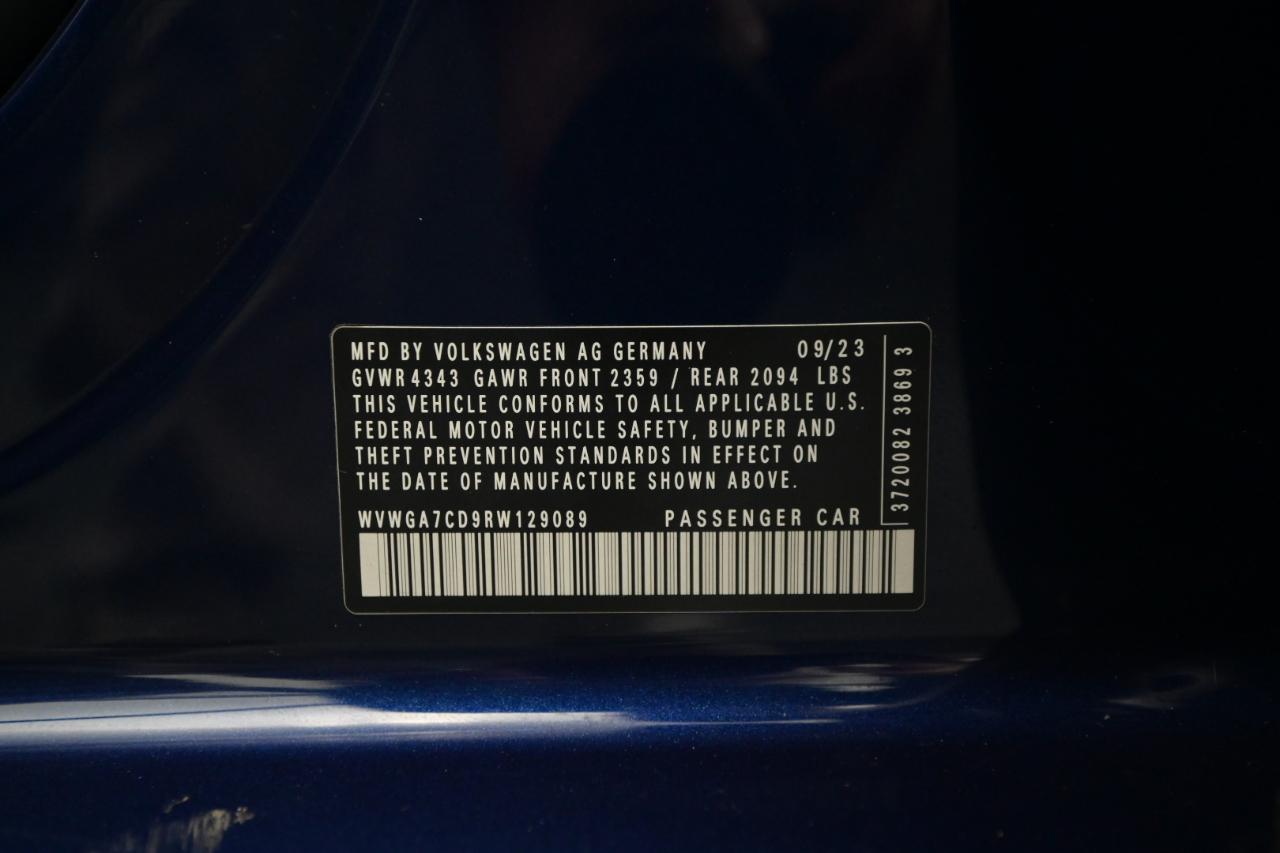 MFD BY VOLKSWAGEN AG GERMANY 09/23
GVWR 4343 GAWR FRONT 2359 / REAR 2094 LBS
THIS VEHICLE CONFORMS TO ALL APPLICABLE U.S.
FEDERAL MOTOR VEHICLE SAFETY, BUMPER AND
THEFT PREVENTION STANDARDS IN EFFECT ON
THE DATE OF MANUFACTURE SHOWN ABOVE.
WVWGA7CD9RW129089 PASSENGER CAR
3720082 3869 3